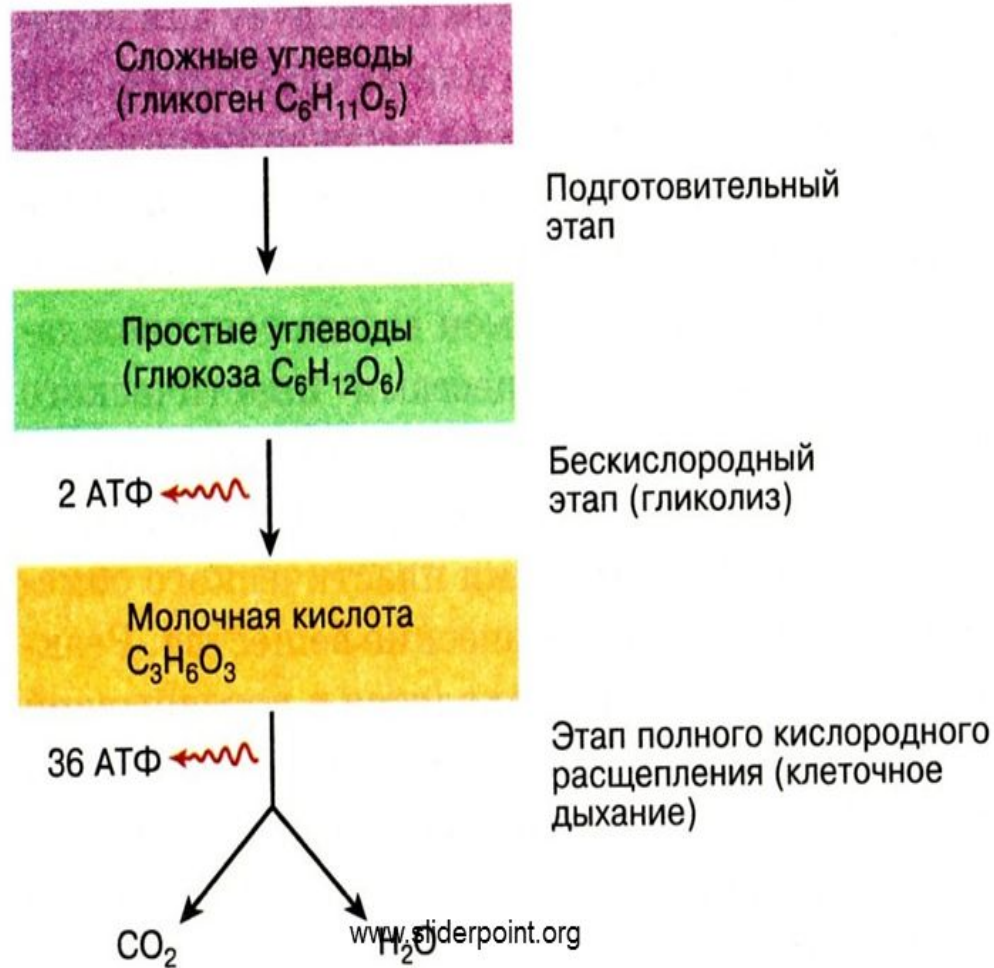 Сложные углеводы
(гликоген C₆H₁₁O₅)
Подготовительный
этап
Простые углеводы
(глюкоза C₆H₁₂O₆)
2 АТФ
Бескислородный
этап (гликолиз)
Молочная кислота
C₃H₆O₃
36 АТФ
Этап полного кислородного
расщепления (клеточное
дыхание)
CO₂
H₂O
www.sliderpoint.org